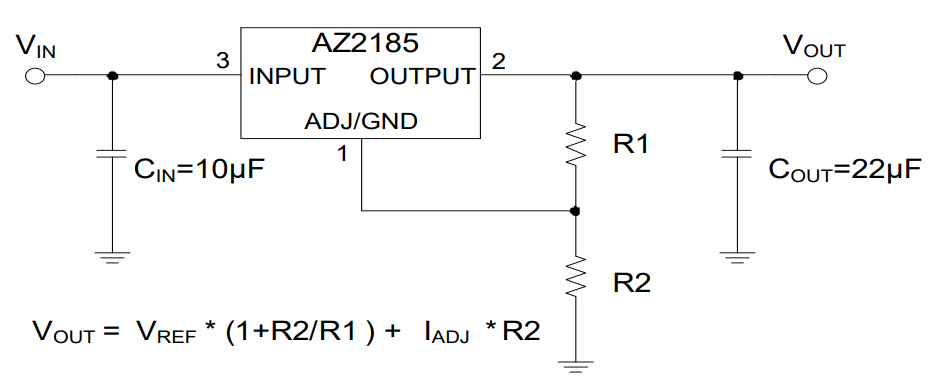 VIN
AZ2185
VOUT
3
INPUT OUTPUT
2
ADJ/GND
1
R1
CIN=10µF
COUT=22µF
R2
VOUT = VREF * (1+R2/R1 ) + IADJ * R2